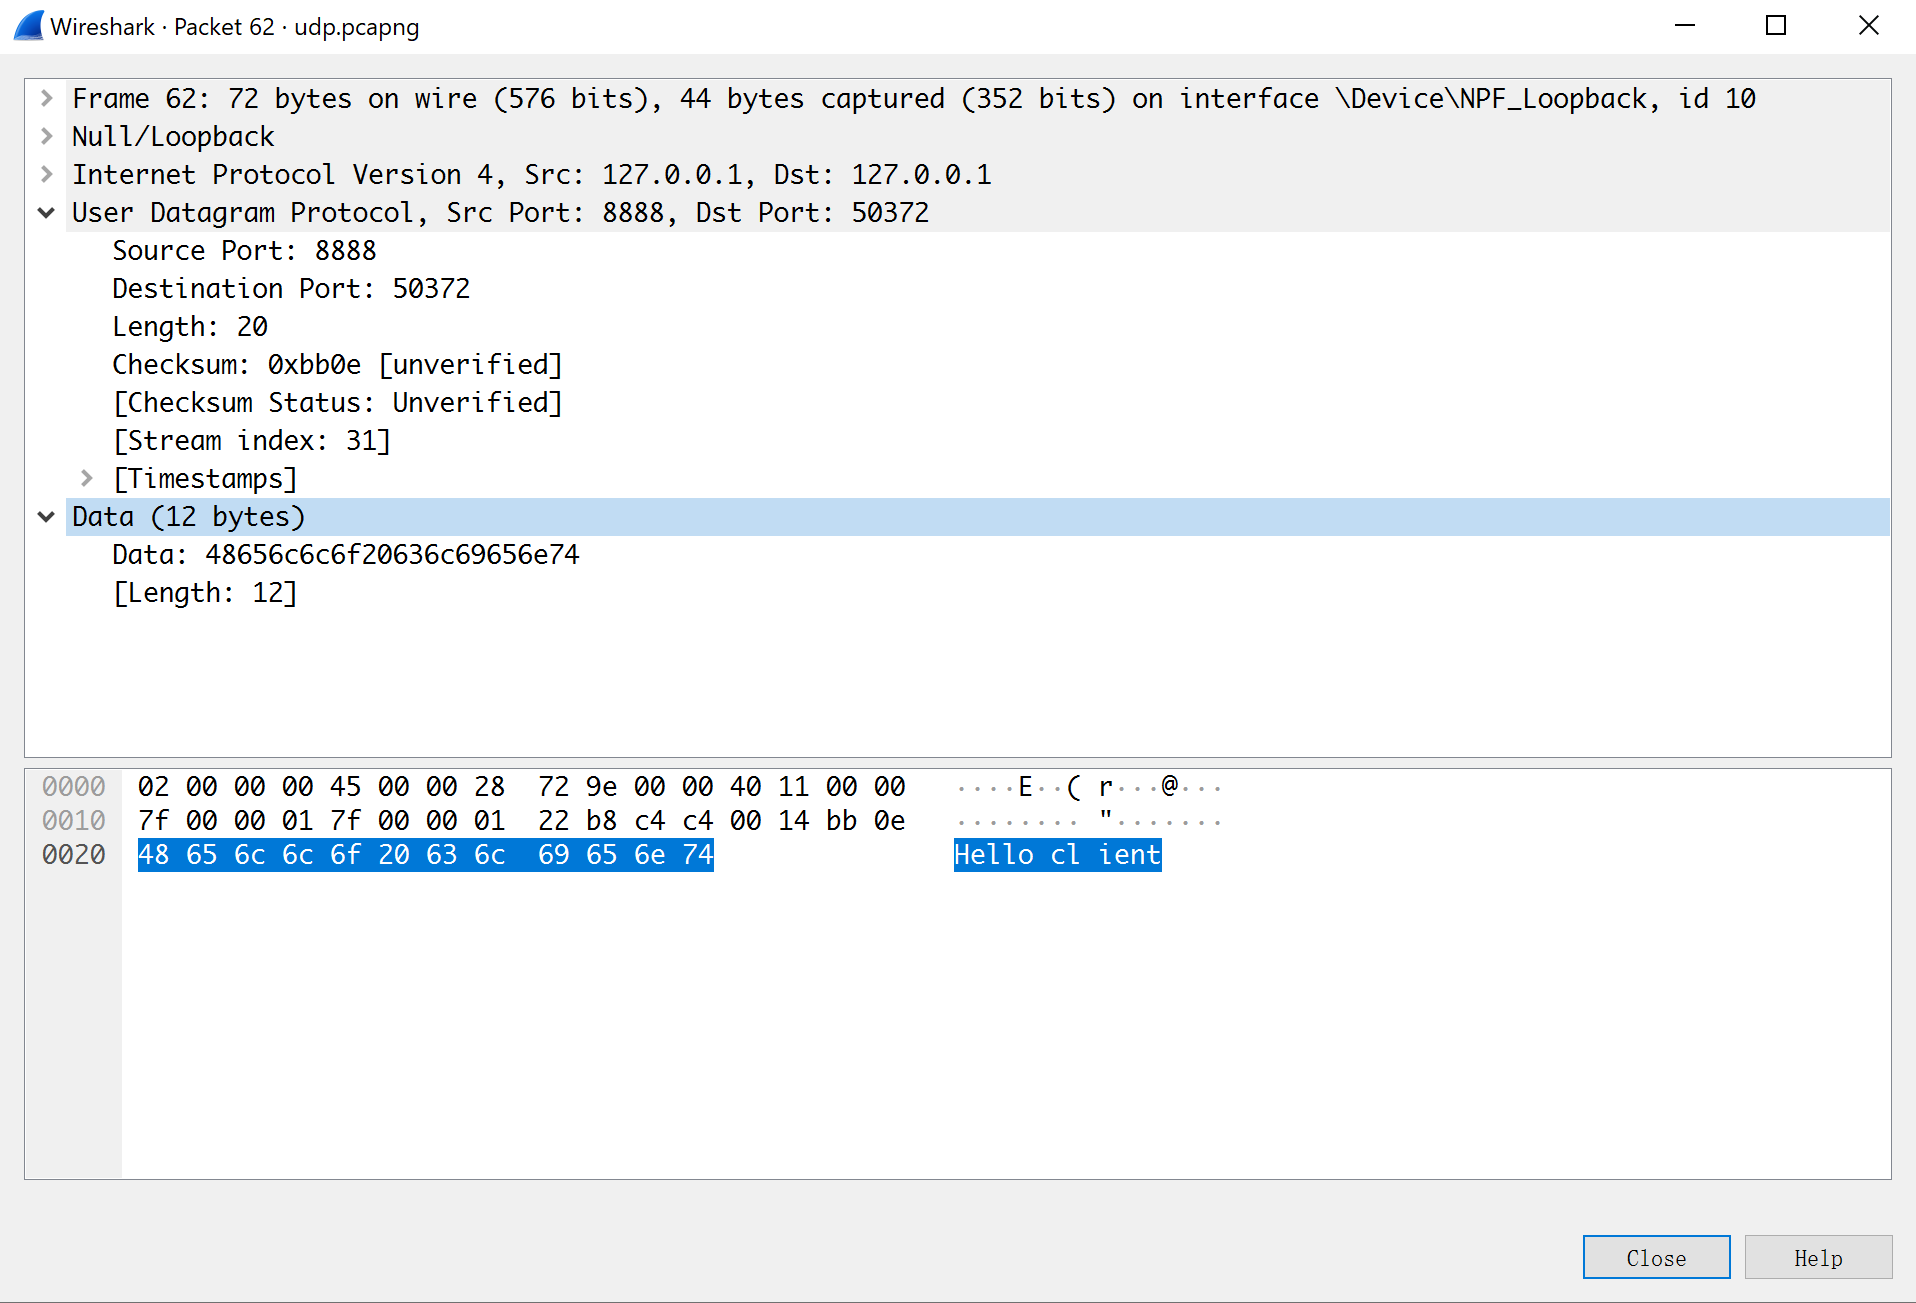 Wireshark · Packet 62 · udp.pcapng
Frame 62: 72 bytes on wire (576 bits), 44 bytes captured (352 bits) on interface \Device\NPF_Loopback, id 10
Null/Loopback
Internet Protocol Version 4, Src: 127.0.0.1, Dst: 127.0.0.1
User Datagram Protocol, Src Port: 8888, Dst Port: 50372
Source Port: 8888
Destination Port: 50372
Length: 20
Checksum: 0xbb0e [unverified]
[Checksum Status: Unverified]
[Stream index: 31]
[Timestamps]
Data (12 bytes)
Data: 48656c6c6f20636c69656e74
[Length: 12]
0000 02 00 00 00 45 00 00 28 72 9e 00 00 40 11 00 00 ····E··( r···@···
0010 7f 00 00 01 7f 00 00 01 22 b8 c4 c4 00 14 bb 0e ········ "·······
0020 48 65 6c 6c 6f 20 63 6c 69 65 6e 74 Hello cl ient
Close Help